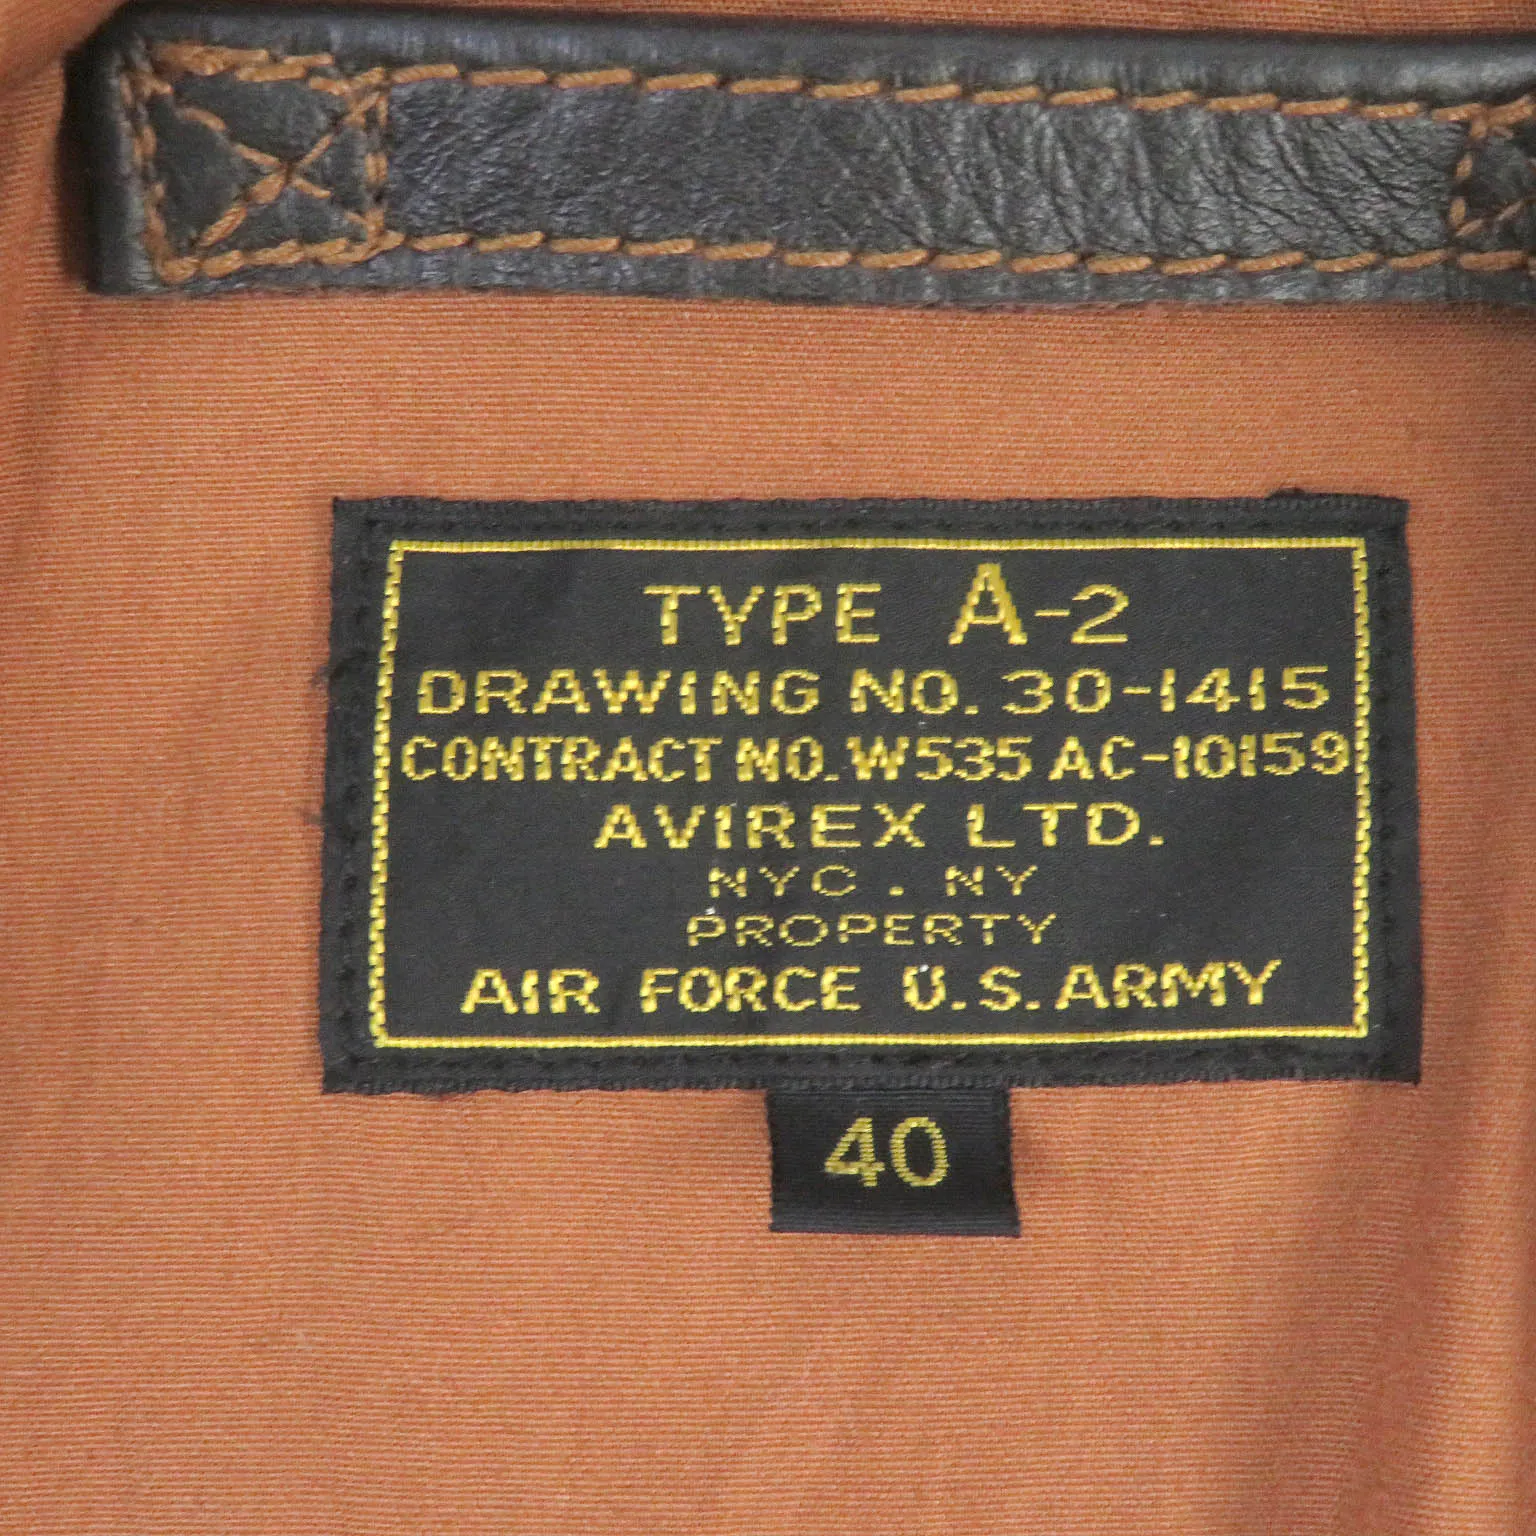 TYPE A-2
DRAWING NO. 30-1415
CONTRACT NO. W535 AC-10159
AVIREX LTD.
NYC . NY
PROPERTY
AIR FORCE U.S. ARMY
40